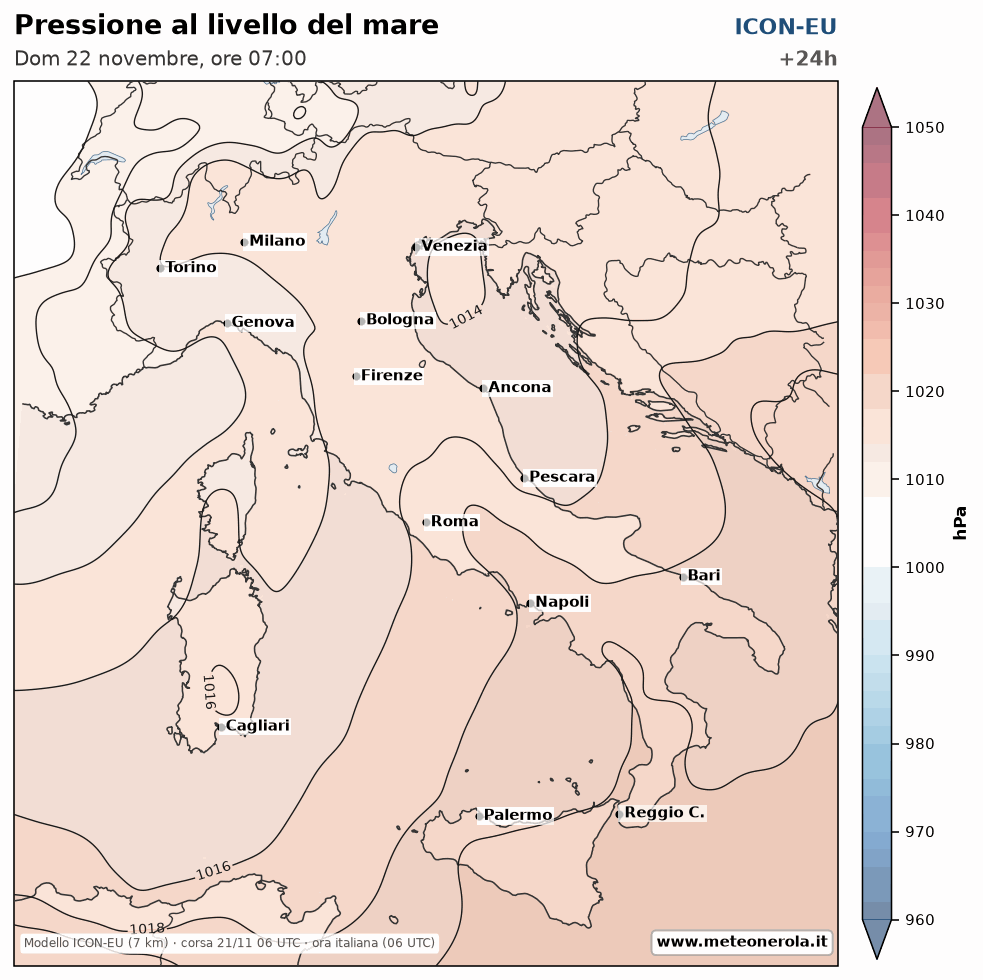 Pressione al livello del mare
ICON-EU
Dom 22 novembre, ore 07:00
+24h
1050
1040
1030
1020
1010
1000
990
980
970
960
hPa
Milano
Venezia
Torino
1014
Genova
Bologna
Firenze
Ancona
Pescara
Roma
Bari
Napoli
1016
Cagliari
Palermo
Reggio C.
1016
1018
Modello ICON-EU (7 km) · corsa 21/11 06 UTC · ora italiana (06 UTC)
www.meteonerola.it